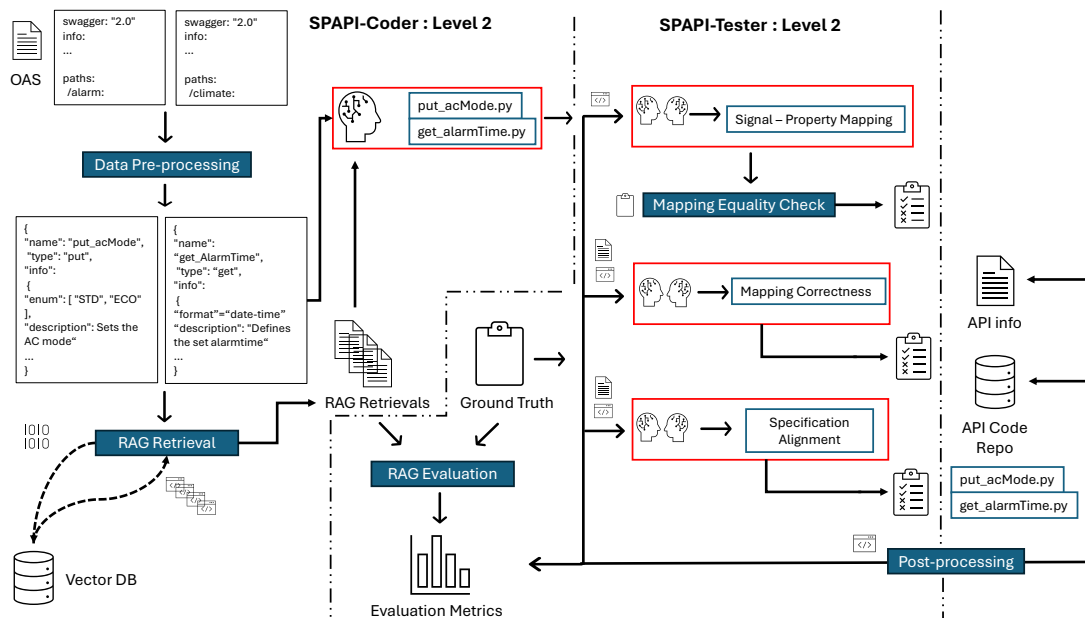 SPAPI-Coder : Level 2
SPAPI-Tester : Level 2
OAS
swagger: "2.0"
info:
...
paths:
/alarm:
swagger: "2.0"
info:
...
paths:
/climate:
Data Pre-processing
{
"name": "put_acMode",
"type": "put",
"info":
{
"enum": [ "STD", "ECO"
],
"description": Sets the
AC mode“
...
}
{
"name":
“get_AlarmTime",
"type": “get",
"info":
{
“format”=“date-time”
“description": "Defines
the set alarmtime“
...
}
RAG Retrieval
IOIO
IOIO
Vector DB
put_acMode.py
get_alarmTime.py
RAG Retrievals
Ground Truth
RAG Evaluation
Evaluation Metrics
Signal – Property Mapping
Mapping Equality Check
Mapping Correctness
Specification
Alignment
API info
API Code
Repo
put_acMode.py
get_alarmTime.py
Post-processing